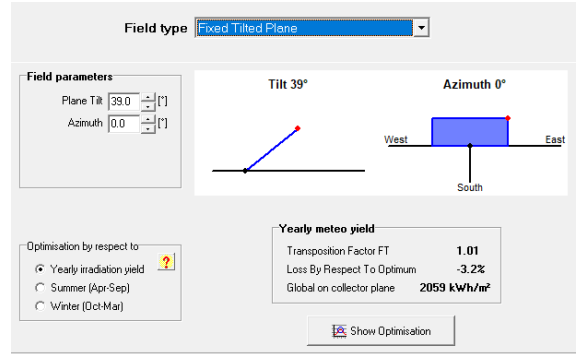 Field type Fixed Tilted Plane
Field parameters
Plane Tilt 39.0 [°]
Azimuth 0.0 [°]
Tilt 39°
Azimuth 0°
West
East
South
Optimisation by respect to
Yearly irradiation yield
Summer (Apr-Sep)
Winter (Oct-Mar)
?
Yearly meteo yield
Transposition Factor FT 1.01
Loss By Respect To Optimum -3.2%
Global on collector plane 2059 kWh/m²
Show Optimisation